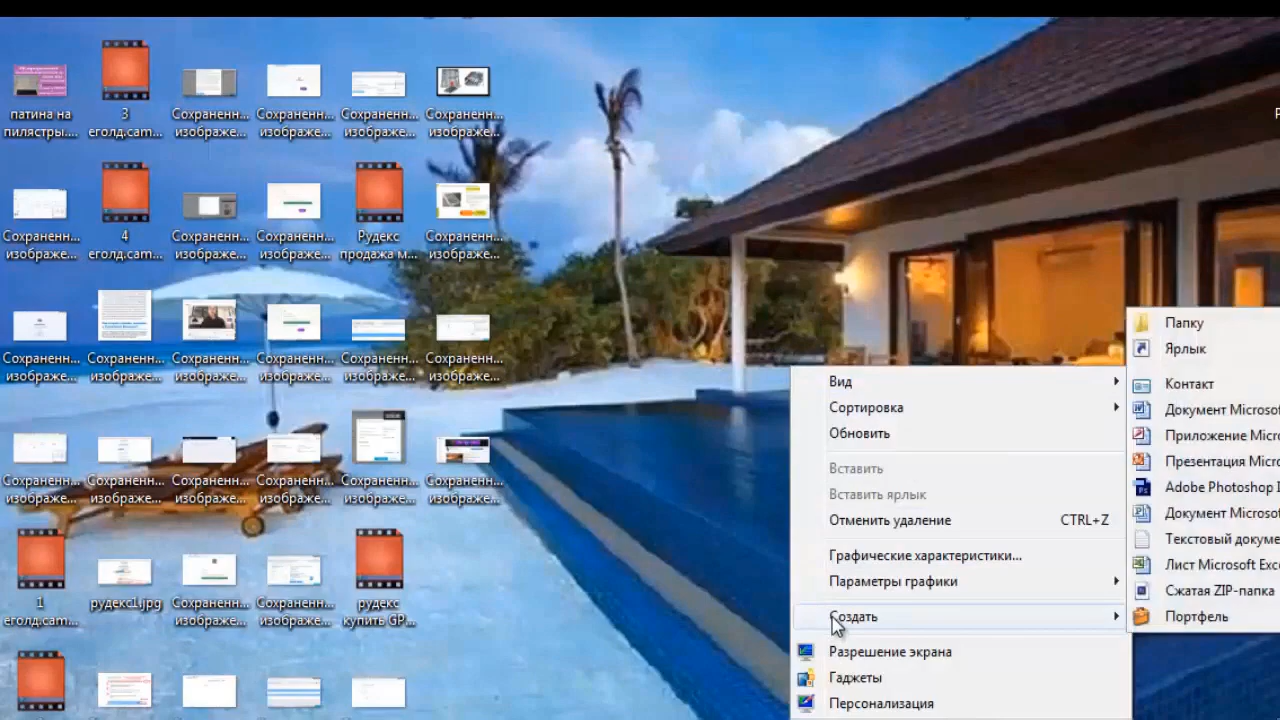 патина на
пилястры....
3
еголд.cam...
Сохраненн...
изображе...
Сохраненн...
изображе...
Сохраненн...
изображе...
Сохраненн...
изображе...
Сохраненн...
изображе...
4
еголд.cam...
Сохраненн...
изображе...
Сохраненн...
изображе...
Рудекс
продажа м...
Сохраненн...
изображе...
Сохраненн...
изображе...
Сохраненн...
изображе...
Сохраненн...
изображе...
Сохраненн...
изображе...
Сохраненн...
изображе...
Сохраненн...
изображе...
Сохраненн...
изображе...
Сохраненн...
изображе...
Сохраненн...
изображе...
Сохраненн...
изображе...
Сохраненн...
изображе...
Сохраненн...
изображе...
1
еголд.cam...
рудекс1.jpg
Сохраненн...
изображе...
Сохраненн...
изображе...
рудекс
купить GP...
Вид
Сортировка
Обновить
Вставить
Вставить ярлык
Отменить удаление CTRL+Z
Графические характеристики...
Параметры графики
Создать
Разрешение экрана
Гаджеты
Персонализация
Папку
Ярлык
Контакт
Документ Microso
Приложение Micro
Презентация Micro
Adobe Photoshop I
Документ Microso
Текстовый докуме
Лист Microsoft Exce
Сжатая ZIP-папка
Портфель